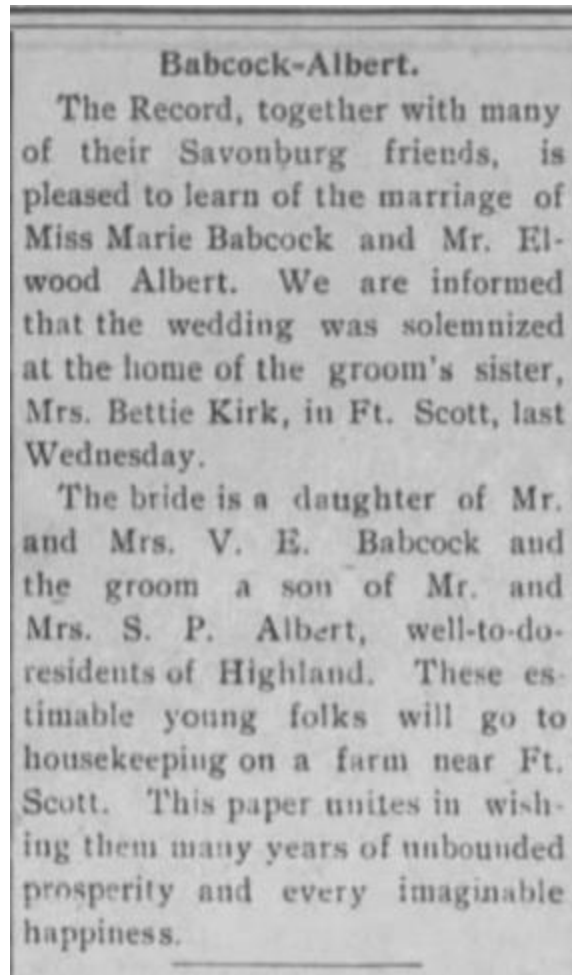 Babcock-Albert.
The Record, together with many
of their Savonburg friends, is
pleased to learn of the marriage of
Miss Marie Babcock and Mr. El-
wood Albert. We are informed
that the wedding was solemnized
at the home of the groom's sister,
Mrs. Bettie Kirk, in Ft. Scott, last
Wednesday.
The bride is a daughter of Mr.
and Mrs. V. E. Babcock and
the groom a son of Mr. and
Mrs. S. P. Albert, well-to-do-
residents of Highland. These es-
timable young folks will go to
housekeeping on a farm near Ft.
Scott. This paper unites in wish-
ing them many years of unbounded
prosperity and every imaginable
happiness.